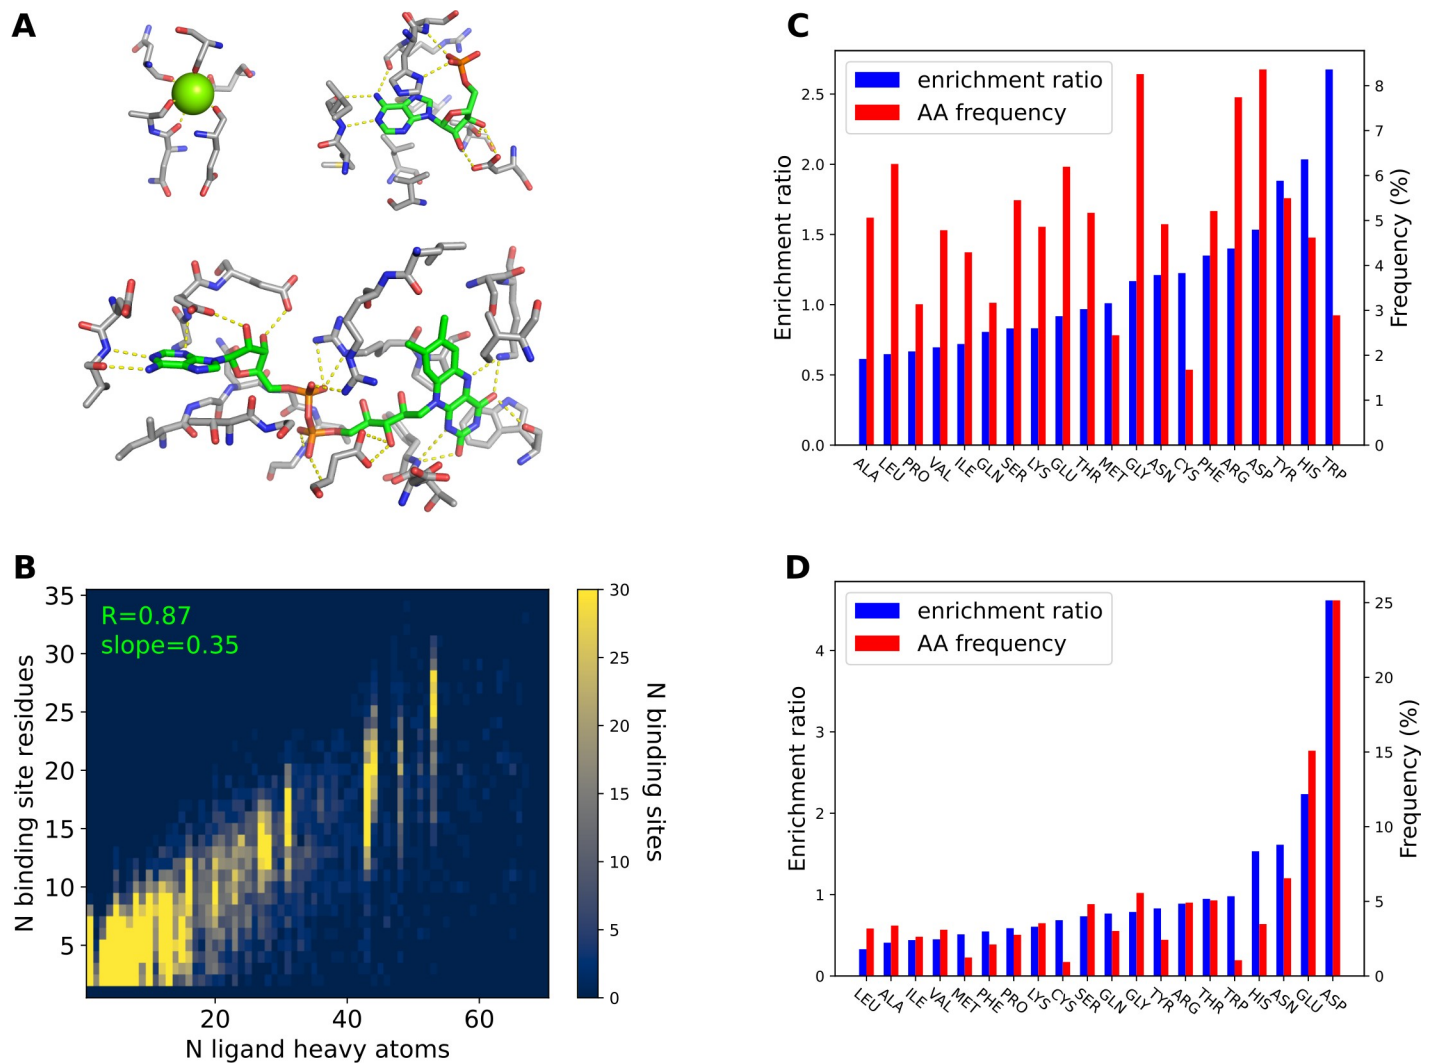 A
C
enrichment ratio
AA frequency
Enrichment ratio
0.0
0.5
1.0
1.5
2.0
2.5
Frequency (%)
0
1
2
3
4
5
6
7
8
ALA
LEU
PRO
VAL
ILE
GLN
SER
LYS
GLU
THR
MET
GLY
ASN
CYS
PHE
ARG
ASP
TYR
HIS
TRP
B
R=0.87
slope=0.35
N binding site residues
35
30
25
20
15
10
5
20
40
60
N ligand heavy atoms
30
25
20
15
10
5
0
N binding sites
D
enrichment ratio
AA frequency
Enrichment ratio
0
1
2
3
4
Frequency (%)
0
5
10
15
20
25
LEU
ALA
ILE
VAL
MET
PHE
PRO
LYS
CYS
SER
GLN
GLY
TYR
ARG
THR
TRP
HIS
ASN
GLU
ASP